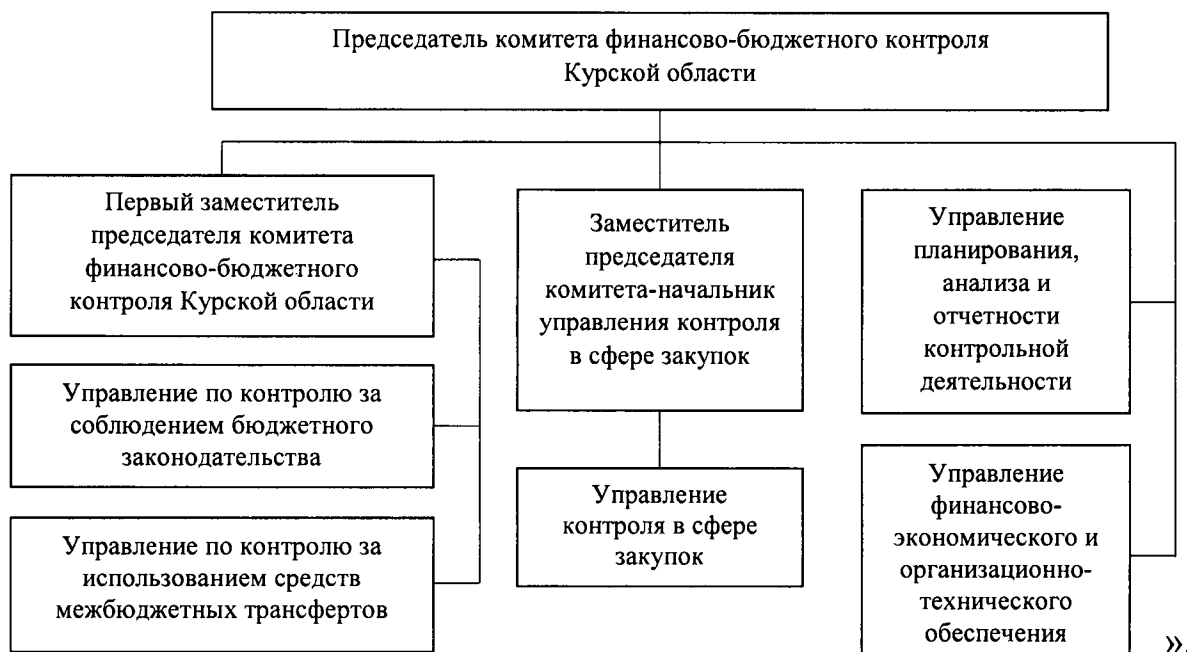 Председатель комитета финансово-бюджетного контроля
Курской области
Первый заместитель
председателя комитета
финансово-бюджетного
контроля Курской области
Управление по контролю за
соблюдением бюджетного
законодательства
Управление по контролю за
использованием средств
межбюджетных трансфертов
Заместитель
председателя
комитета-начальник
управления контроля
в сфере закупок
Управление
контроля в сфере
закупок
Управление
планирования,
анализа и
отчетности
контрольной
деятельности
Управление
финансово-
экономического и
организационно-
технического
обеспечения
».